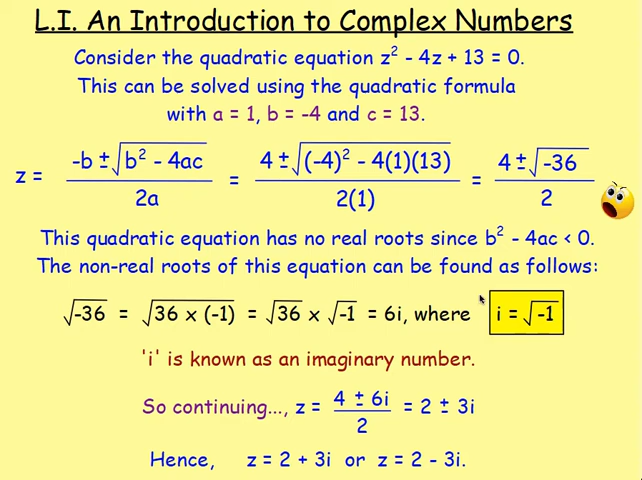 L.I. An Introduction to Complex Numbers
Consider the quadratic equation z² - 4z + 13 = 0.
This can be solved using the quadratic formula
with a = 1, b = -4 and c = 13.
z = (-b ± √(b² - 4ac)) / 2a = (4 ± √((-4)² - 4(1)(13))) / 2(1) = (4 ± √-36) / 2
This quadratic equation has no real roots since b² - 4ac < 0.
The non-real roots of this equation can be found as follows:
√-36 = √36 x (-1) = √36 x √-1 = 6i, where i = √-1
'i' is known as an imaginary number.
So continuing..., z = (4 ± 6i) / 2 = 2 ± 3i
Hence, z = 2 + 3i or z = 2 - 3i.